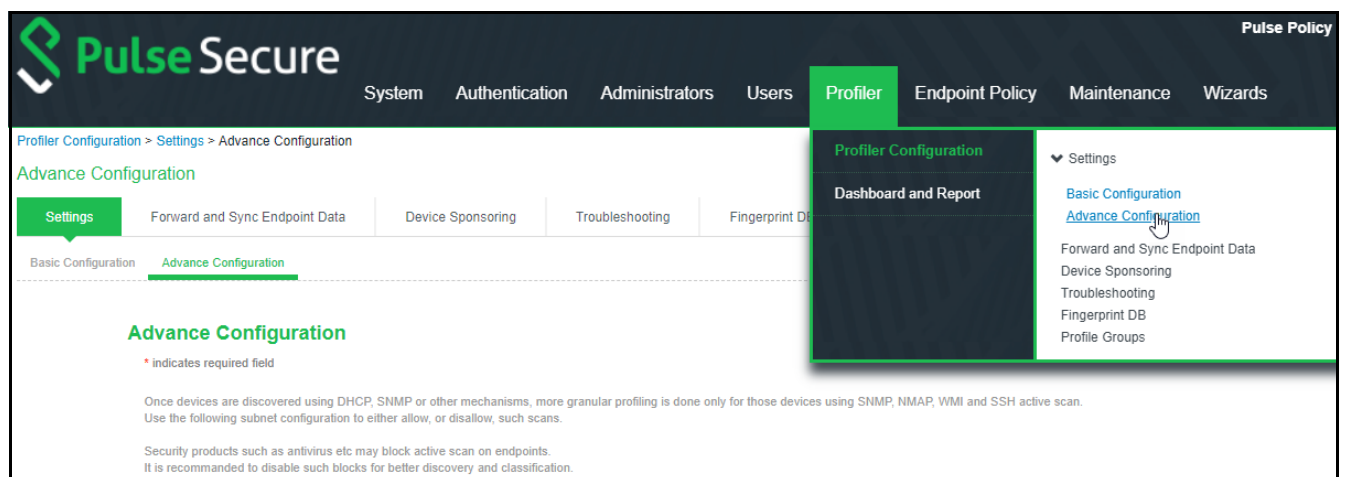 Pulse Secure
Pulse Policy
System Authentication Administrators Users Profiler Endpoint Policy Maintenance Wizards
Profiler Configuration > Settings > Advance Configuration
Advance Configuration
Settings Forward and Sync Endpoint Data Device Sponsoring Troubleshooting Fingerprint D
Basic Configuration Advance Configuration
Profiler Configuration
Dashboard and Report
Settings
Basic Configuration
Advance Configuration
Forward and Sync Endpoint Data
Device Sponsoring
Troubleshooting
Fingerprint DB
Profile Groups
Advance Configuration
* indicates required field
Once devices are discovered using DHCP, SNMP or other mechanisms, more granular profiling is done only for those devices using SNMP, NMAP, WMI and SSH active scan.
Use the following subnet configuration to either allow, or disallow, such scans.
Security products such as antivirus etc may block active scan on endpoints.
It is recommanded to disable such blocks for better discovery and classification.